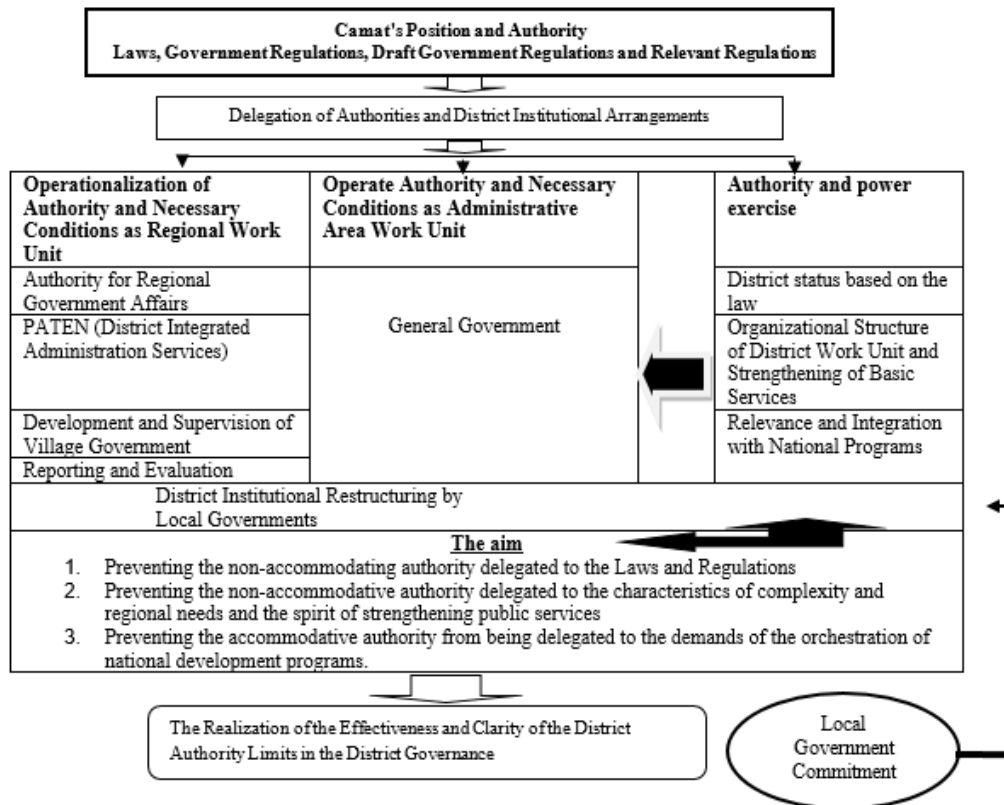 Camat's Position and Authority
Laws, Government Regulations, Draft Government Regulations and Relevant Regulations
Delegation of Authorities and District Institutional Arrangements
Operationalization of
Authority and Necessary
Conditions as Regional Work
Unit
Operate Authority and Necessary
Conditions as Administrative
Area Work Unit
Authority and power
exercise
Authority for Regional
Government Affairs
PATEN (District Integrated
Administration Services)
Development and Supervision of
Village Government
Reporting and Evaluation
General Government
District status based on the
law
Organizational Structure
of District Work Unit and
Strengthening of Basic
Services
Relevance and Integration
with National Programs
District Institutional Restructuring by
Local Governments
The aim
1. Preventing the non-accommodating authority delegated to the Laws and Regulations
2. Preventing the non-accommodative authority delegated to the characteristics of complexity and
regional needs and the spirit of strengthening public services
3. Preventing the accommodative authority from being delegated to the demands of the orchestration of
national development programs.
The Realization of the Effectiveness and Clarity of the District
Authority Limits in the District Governance
Local
Government
Commitment